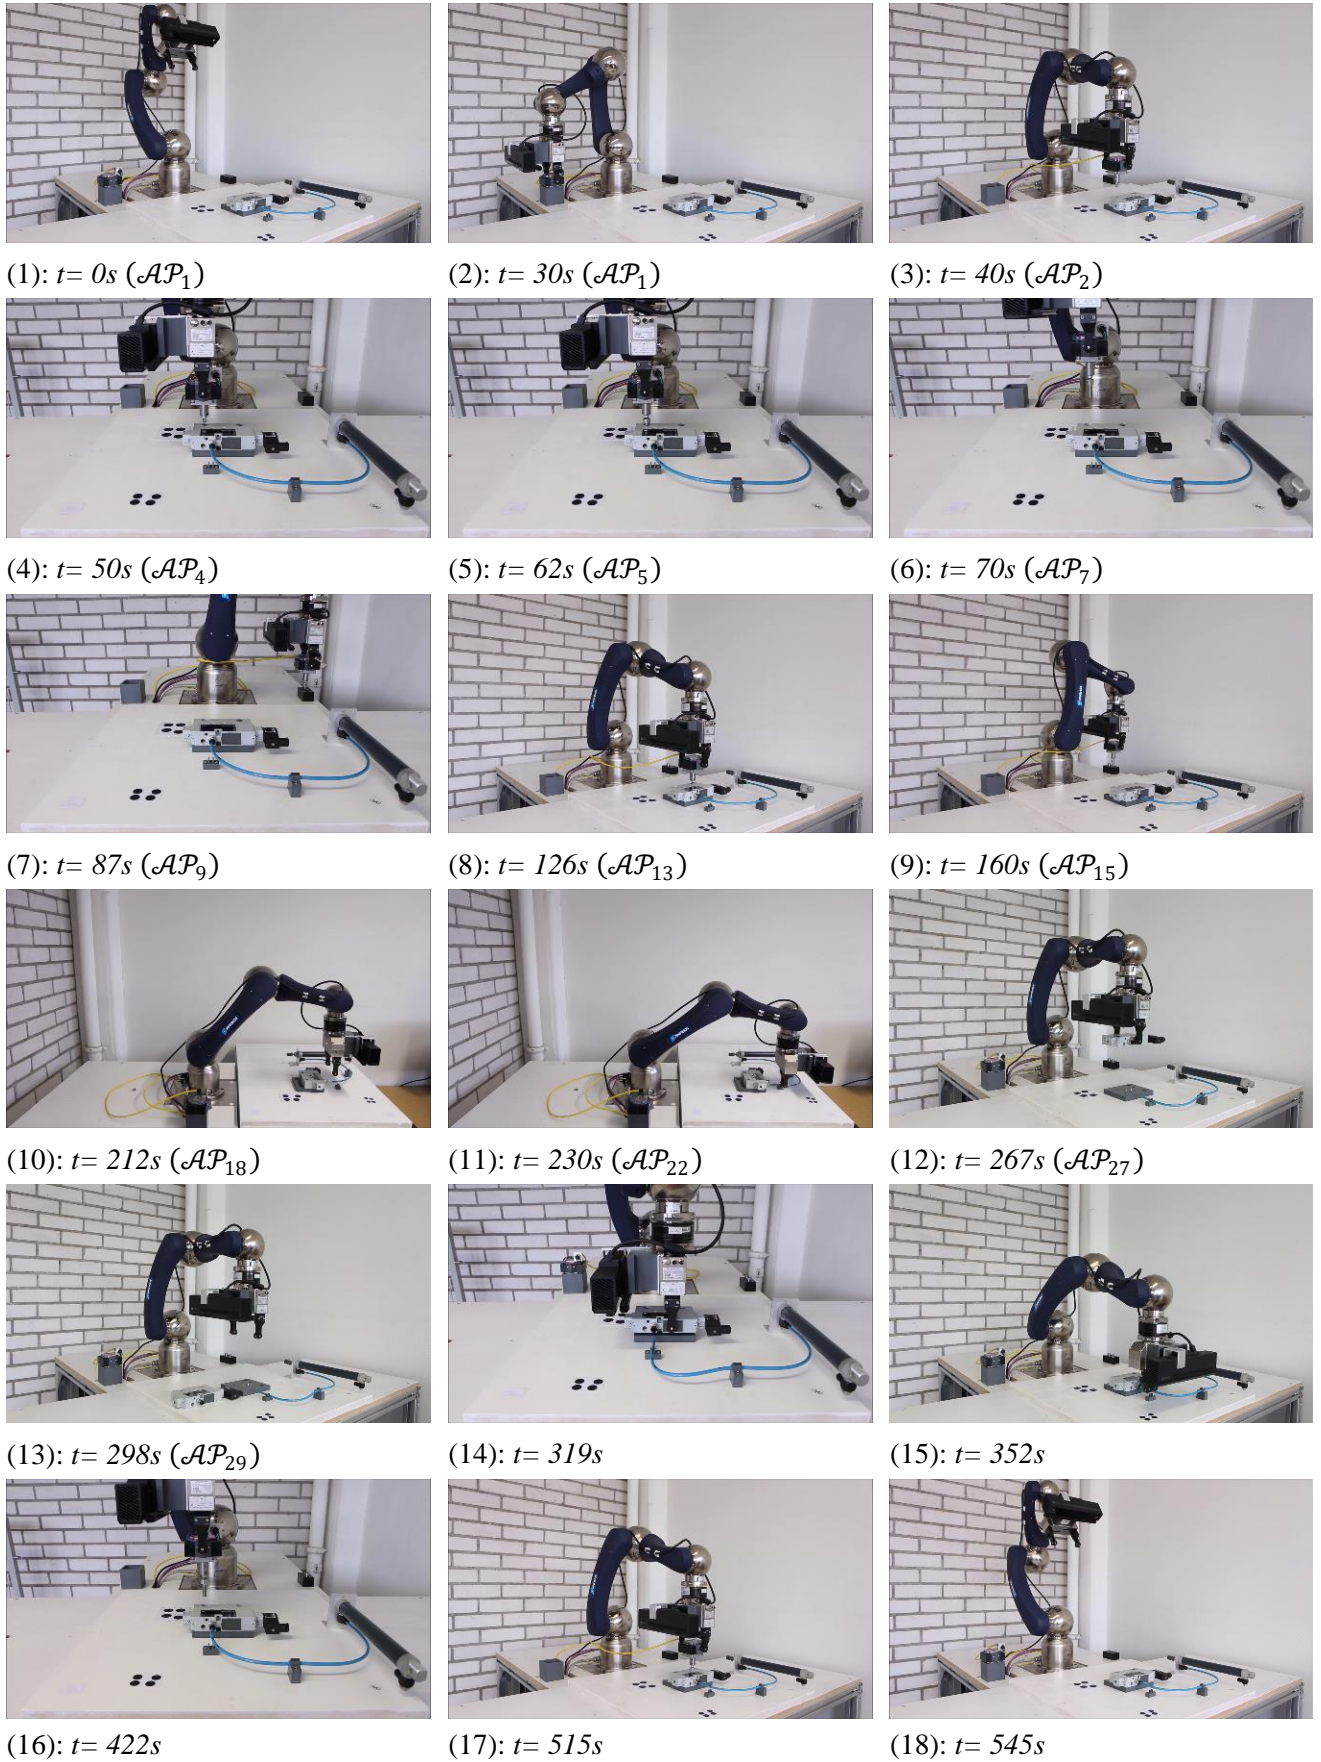 (1): t= 0s (𝒜𝒫₁)
(2): t= 30s (𝒜𝒫₁)
(3): t= 40s (𝒜𝒫₂)
(4): t= 50s (𝒜𝒫₄)
(5): t= 62s (𝒜𝒫₅)
(6): t= 70s (𝒜𝒫₇)
(7): t= 87s (𝒜𝒫₉)
(8): t= 126s (𝒜𝒫₁₃)
(9): t= 160s (𝒜𝒫₁₅)
(10): t= 212s (𝒜𝒫₁₈)
(11): t= 230s (𝒜𝒫₂₂)
(12): t= 267s (𝒜𝒫₂₇)
(13): t= 298s (𝒜𝒫₂₉)
(14): t= 319s
(15): t= 352s
(16): t= 422s
(17): t= 515s
(18): t= 545s